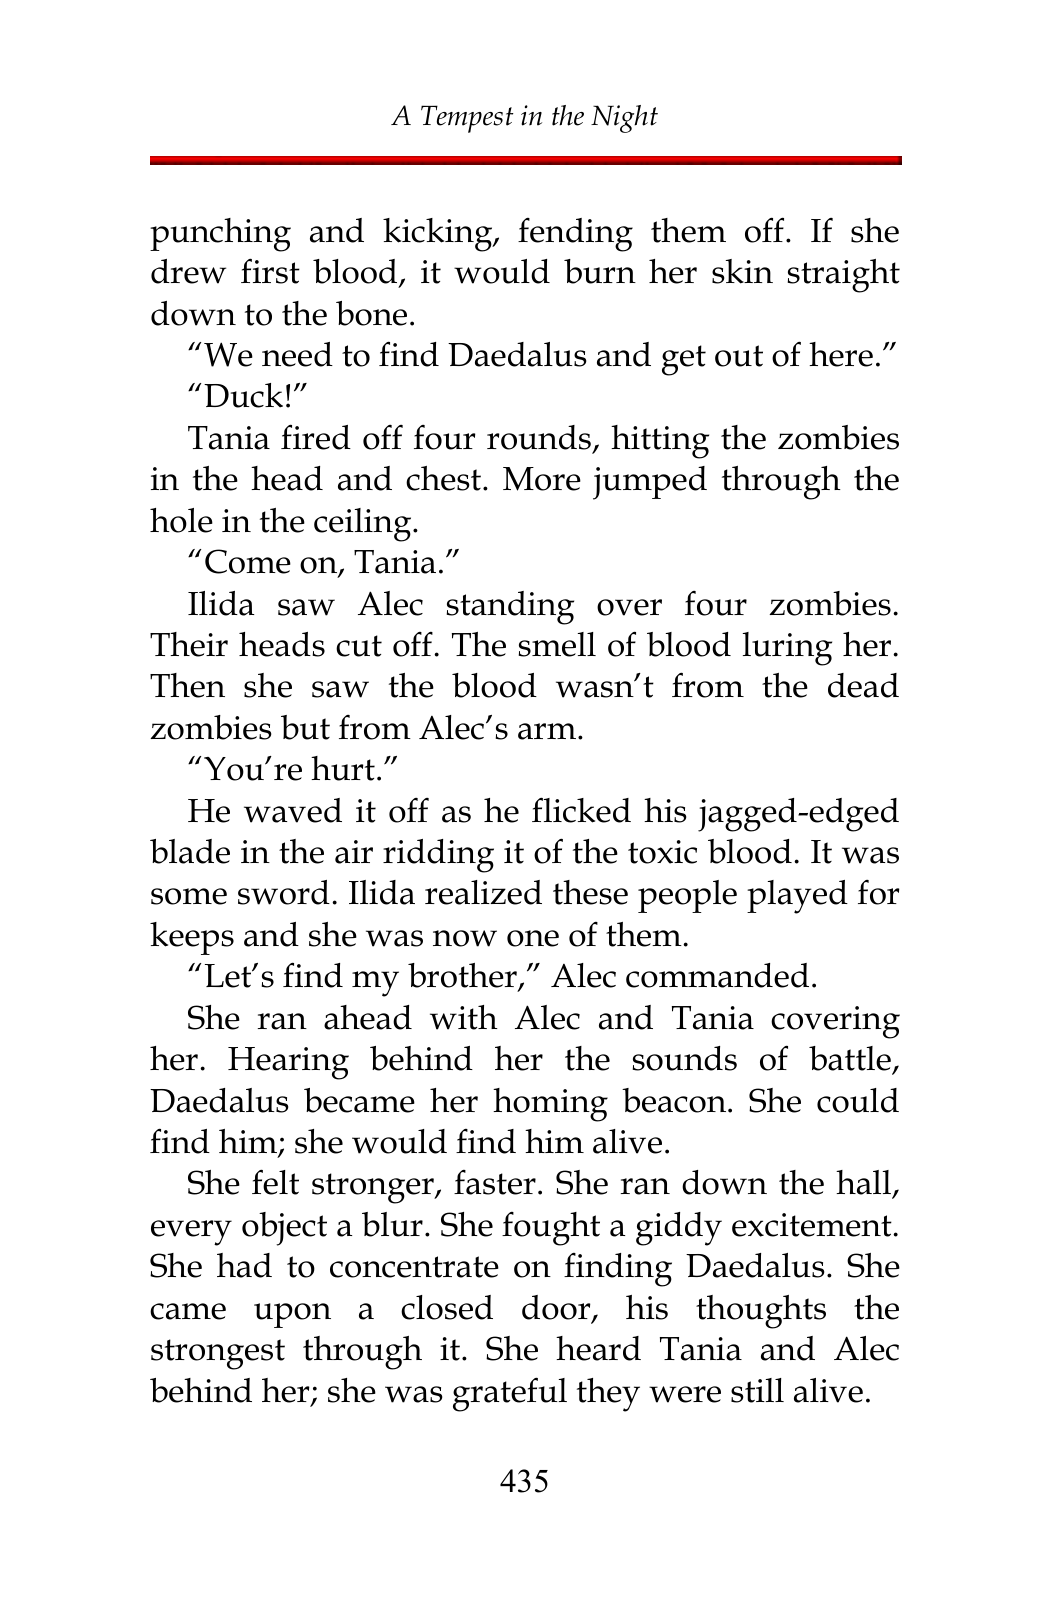 A Tempest in the Night
punching and kicking, fending them off. If she
drew first blood, it would burn her skin straight
down to the bone.
“We need to find Daedalus and get out of here.”
“Duck!”
Tania fired off four rounds, hitting the zombies
in the head and chest. More jumped through the
hole in the ceiling.
“Come on, Tania.”
Ilida saw Alec standing over four zombies.
Their heads cut off. The smell of blood luring her.
Then she saw the blood wasn’t from the dead
zombies but from Alec’s arm.
“You’re hurt.”
He waved it off as he flicked his jagged-edged
blade in the air ridding it of the toxic blood. It was
some sword. Ilida realized these people played for
keeps and she was now one of them.
“Let’s find my brother,” Alec commanded.
She ran ahead with Alec and Tania covering
her. Hearing behind her the sounds of battle,
Daedalus became her homing beacon. She could
find him; she would find him alive.
She felt stronger, faster. She ran down the hall,
every object a blur. She fought a giddy excitement.
She had to concentrate on finding Daedalus. She
came upon a closed door, his thoughts the
strongest through it. She heard Tania and Alec
behind her; she was grateful they were still alive.
435